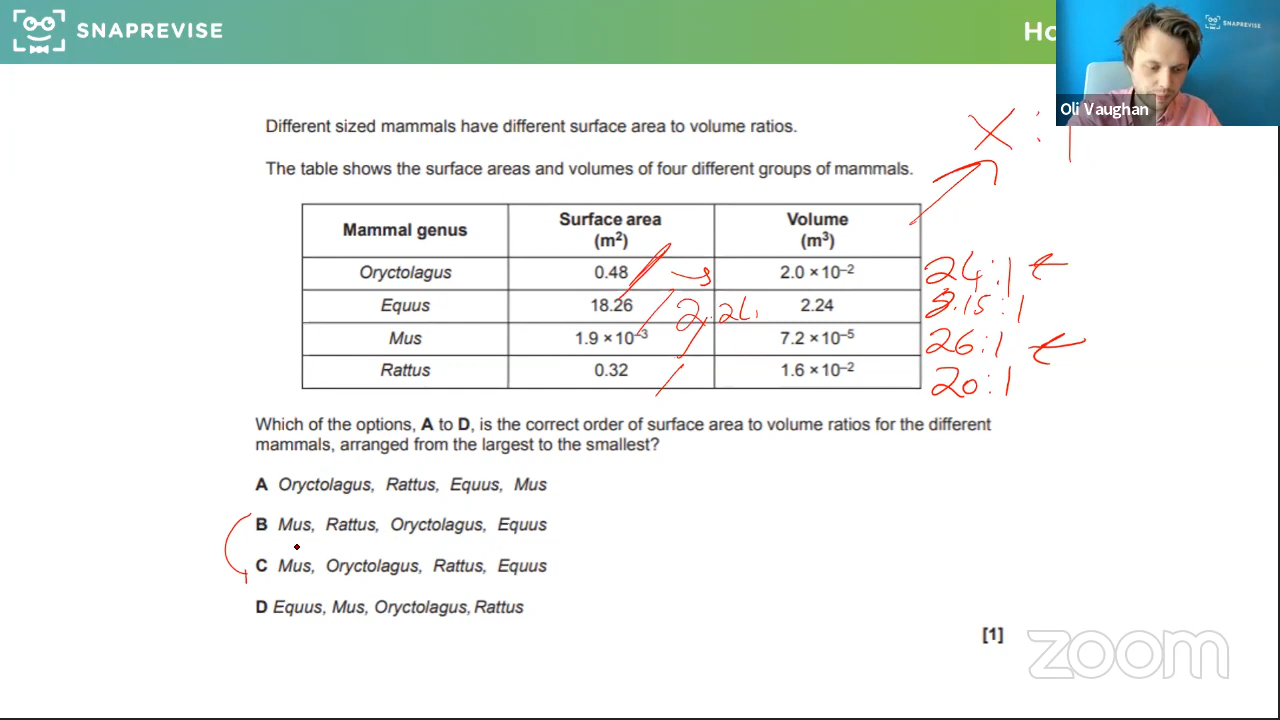 SNAPREVISE
Ho
SNAPREVISE
Oli Vaughan
X : 1
Different sized mammals have different surface area to volume ratios.
The table shows the surface areas and volumes of four different groups of mammals.
Mammal genus Surface area (m²) Volume (m³)
Oryctolagus 0.48 2.0 × 10⁻² 24:1
Equus 18.26 2.24 8.15:1
2.24
Mus 1.9 × 10⁻³ 7.2 × 10⁻⁵ 26:1
Rattus 0.32 1.6 × 10⁻² 20:1
Which of the options, A to D, is the correct order of surface area to volume ratios for the different
mammals, arranged from the largest to the smallest?
A Oryctolagus, Rattus, Equus, Mus
B Mus, Rattus, Oryctolagus, Equus
C Mus, Oryctolagus, Rattus, Equus
D Equus, Mus, Oryctolagus, Rattus
[1]
zoom